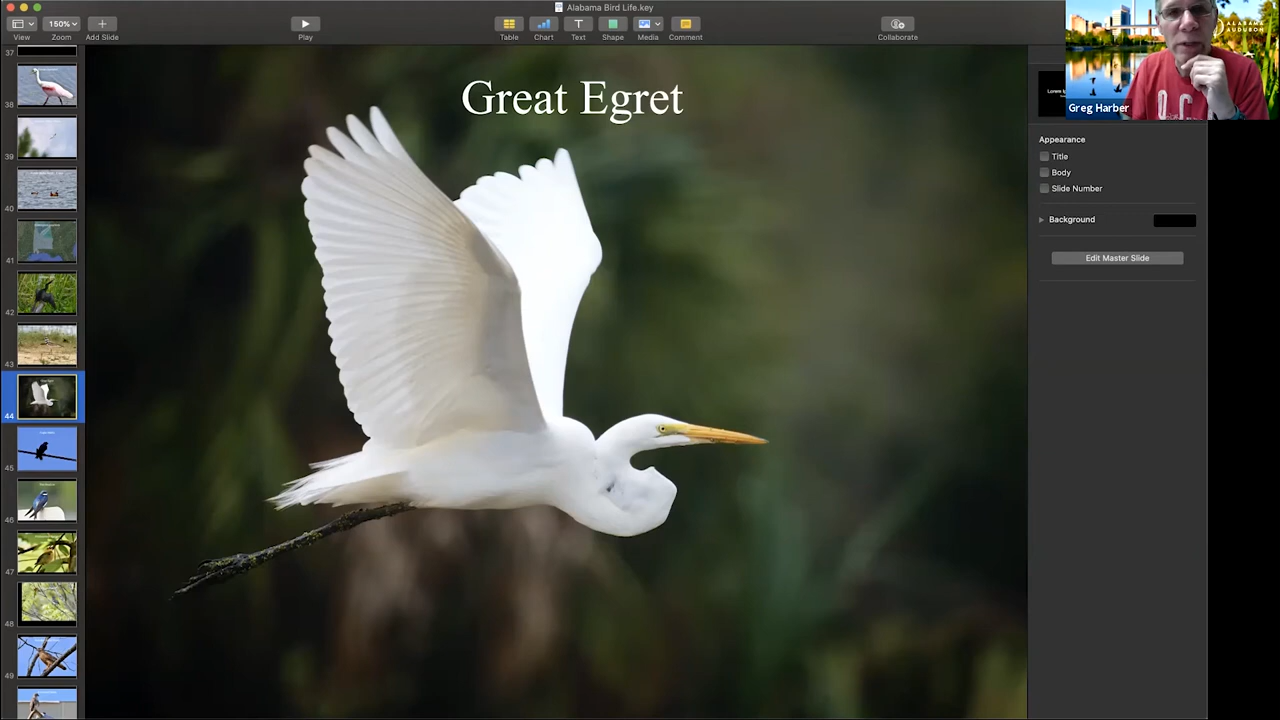 Alabama Bird Life.key
View
150%
Zoom
Add Slide
Play
Table
Chart
Text
Shape
Media
Comment
Collaborate
Great Egret
37
38
39
40
41
42
43
44
45
46
47
48
49
ALABAMA
AUDUBON
Greg Harber
Appearance
Title
Body
Slide Number
Background
Edit Master Slide